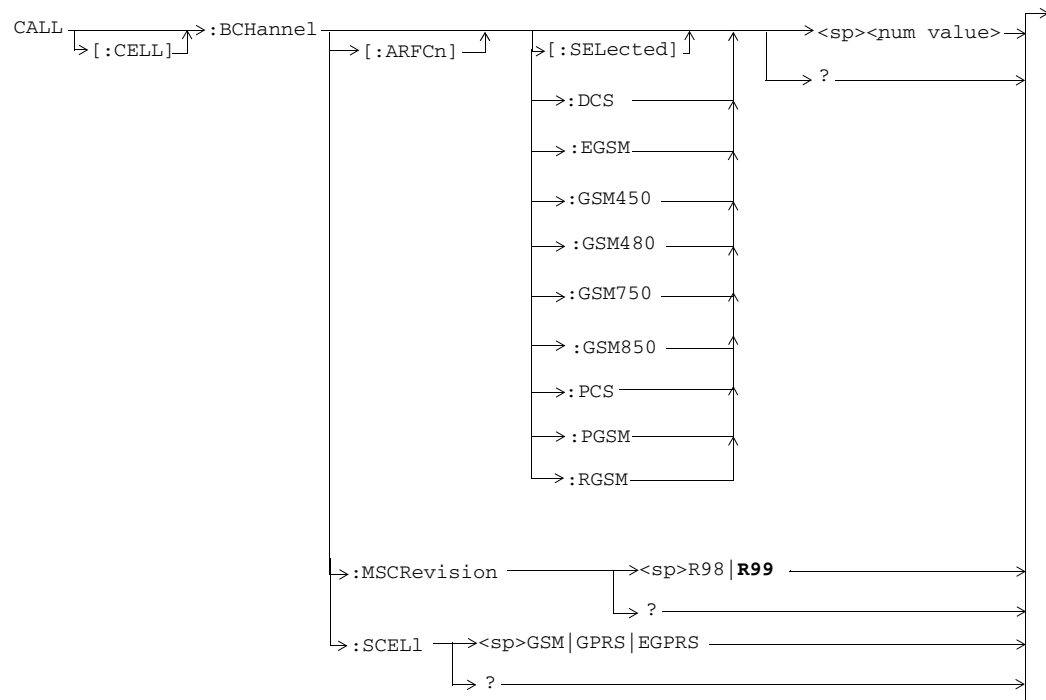 CALL [:CELL] :BCHannel [:ARFCn] [:SELected] <sp><num value>
?
:DCS
:EGSM
:GSM450
:GSM480
:GSM750
:GSM850
:PCS
:PGSM
:RGSM
:MSCRevision <sp>R98|R99
?
:SCELl <sp>GSM|GPRS|EGPRS
?